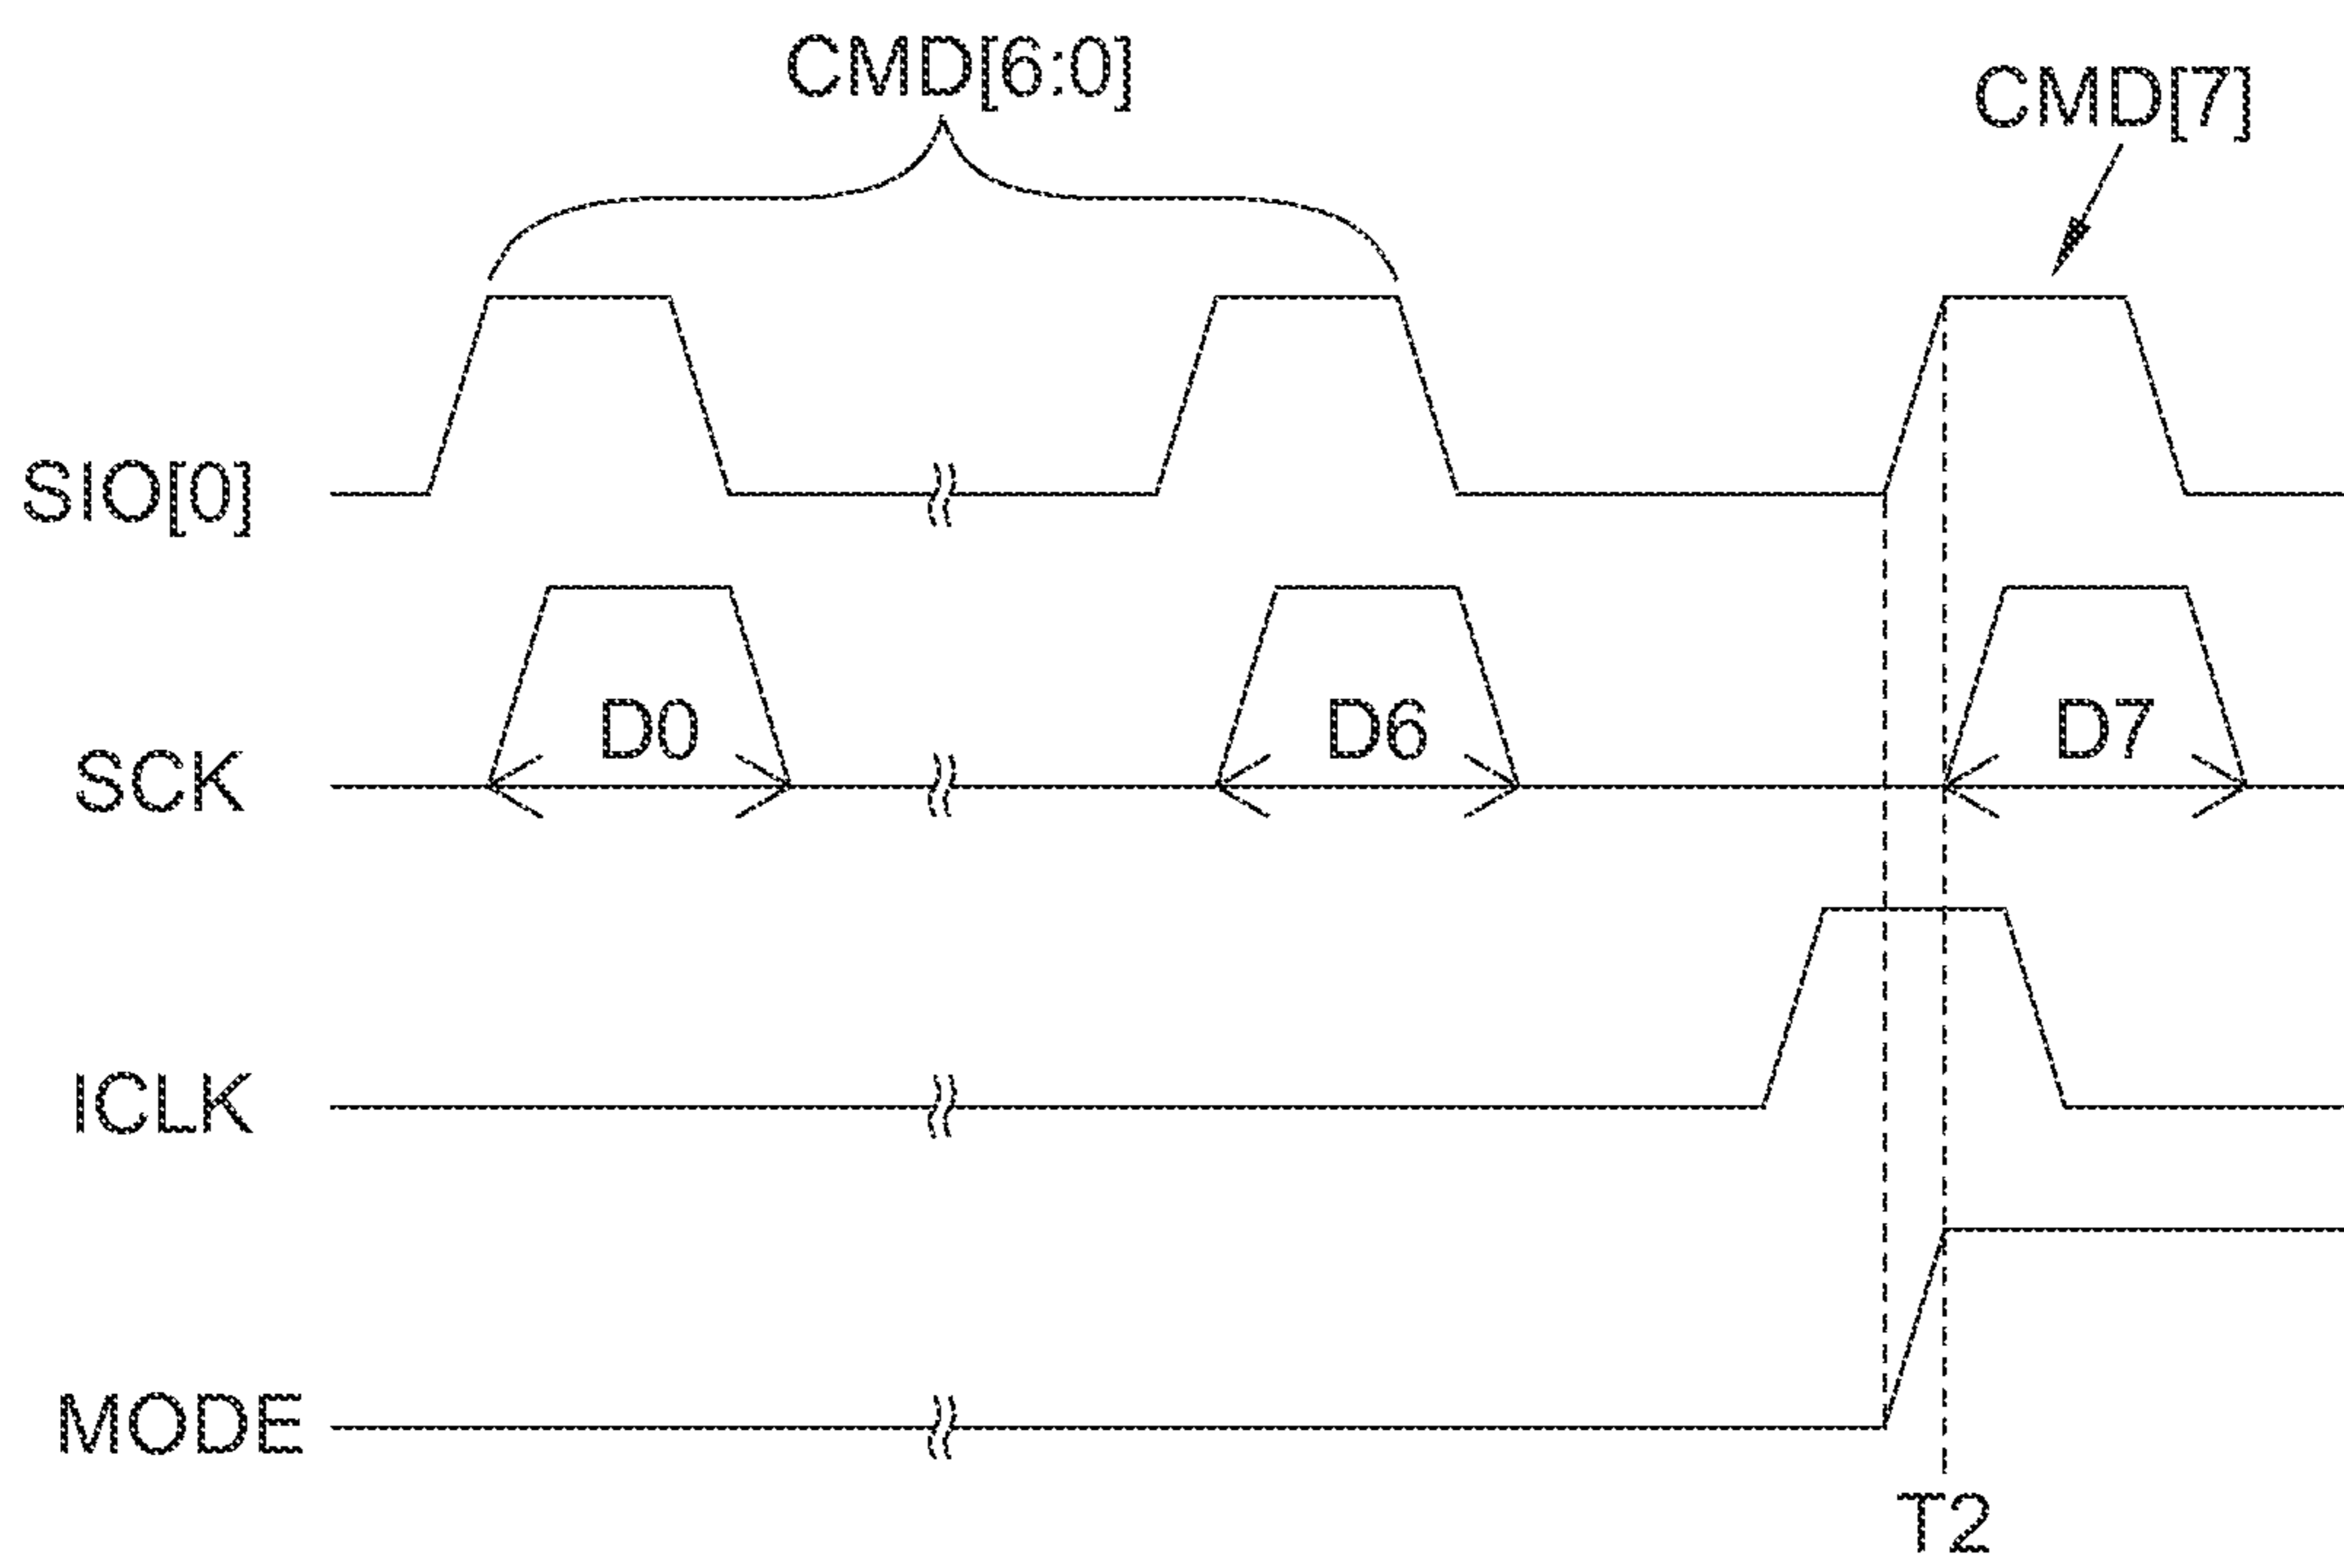 CMD[6:0]
CMD[7]
SIO[0]
D0
D6
D7
SCK
ICLK
MODE
T2